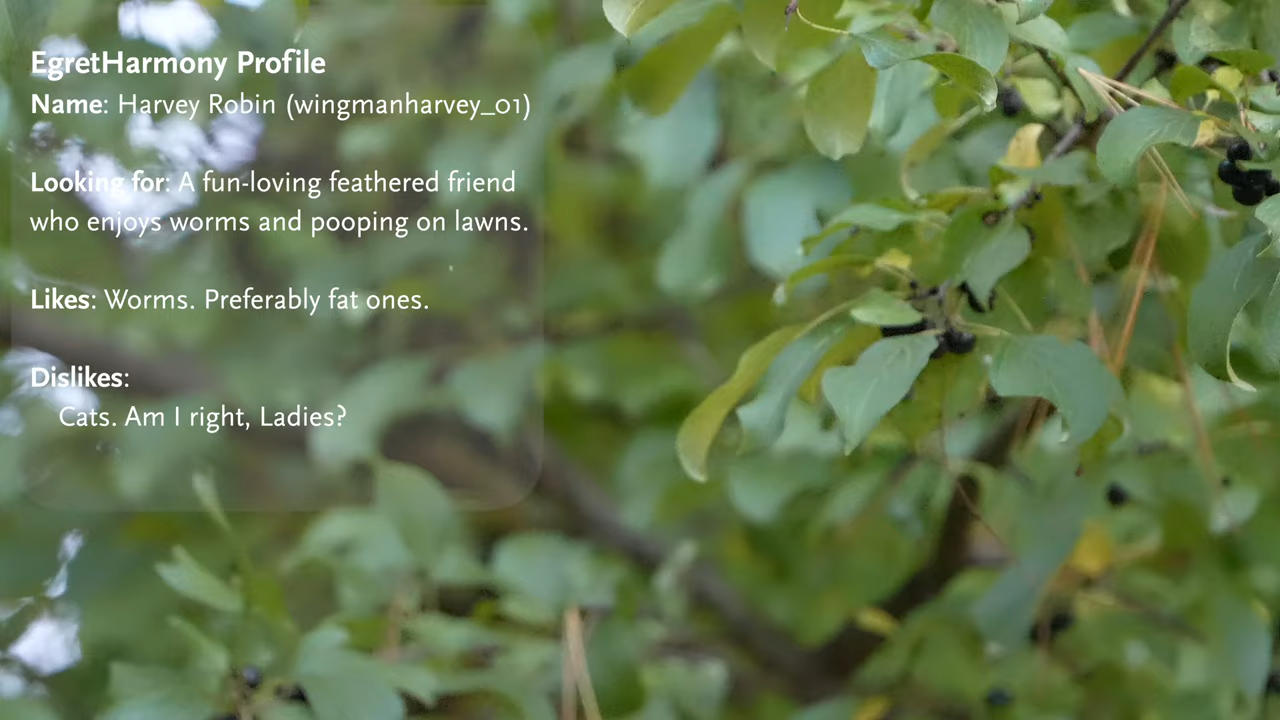 EgretHarmony Profile
Name: Harvey Robin (wingmanharvey_01)
Looking for: A fun-loving feathered friend
who enjoys worms and pooping on lawns.
Likes: Worms. Preferably fat ones.
Dislikes:
Cats. Am I right, Ladies?